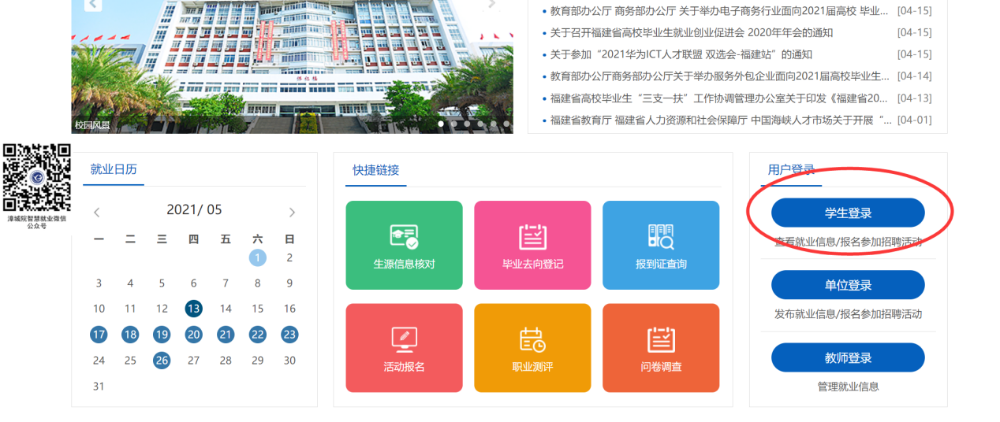 教育部办公厅 商务部办公厅 关于举办电子商务行业面向2021届高校 毕业... [04-15]
关于召开福建省高校毕业生就业创业促进会 2020年年会的通知 [04-15]
关于参加“2021华为ICT人才联盟 双选会-福建站”的通知 [04-15]
教育部办公厅商务部办公厅关于举办服务外包企业面向2021届高校毕业生... [04-14]
福建省高校毕业生“三支一扶”工作协调管理办公室关于印发《福建省20... [04-13]
福建省教育厅 福建省人力资源和社会保障厅 中国海峡人才市场关于开展“... [04-01]
校园风景
漳城院智慧就业微信
公众号
就业日历
2021/ 05
一 二 三 四 五 六 日
1 2
3 4 5 6 7 8 9
10 11 12 13 14 15 16
17 18 19 20 21 22 23
24 25 26 27 28 29 30
31
快捷链接
生源信息核对 毕业去向登记 报到证查询
活动报名 职业测评 问卷调查
用户登录
学生登录
查看就业信息/报名参加招聘活动
单位登录
发布就业信息/报名参加招聘活动
教师登录
管理就业信息